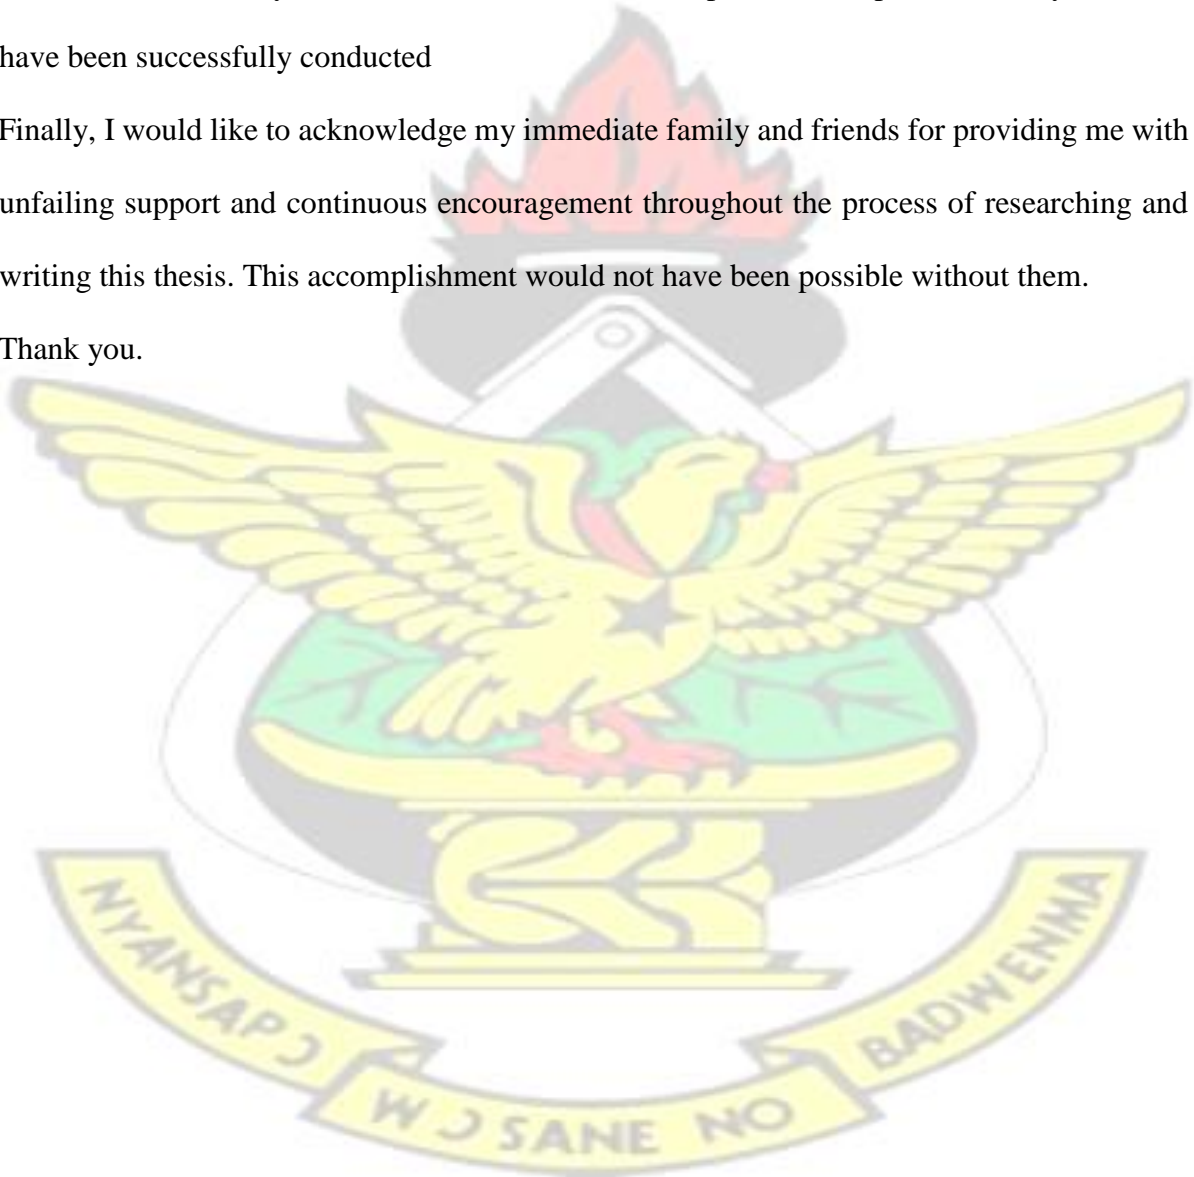 have been successfully conducted
Finally, I would like to acknowledge my immediate family and friends for providing me with
unfailing support and continuous encouragement throughout the process of researching and
writing this thesis. This accomplishment would not have been possible without them.
Thank you.
NYANSAPƆ
WƆ SANE NO
BADWENMA